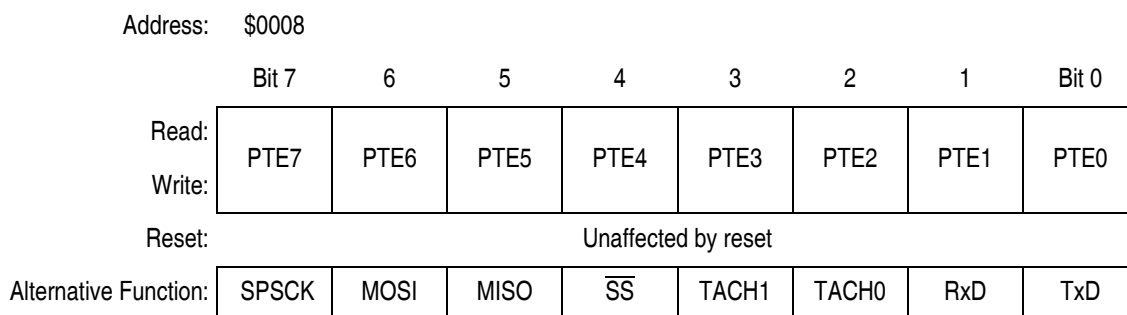 Address: $0008
Bit 7 6 5 4 3 2 1 Bit 0
Read:
PTE7 PTE6 PTE5 PTE4 PTE3 PTE2 PTE1 PTE0
Write:
Reset: Unaffected by reset
Alternative Function: SPSCK MOSI MISO S̅S̅ TACH1 TACH0 RxD TxD